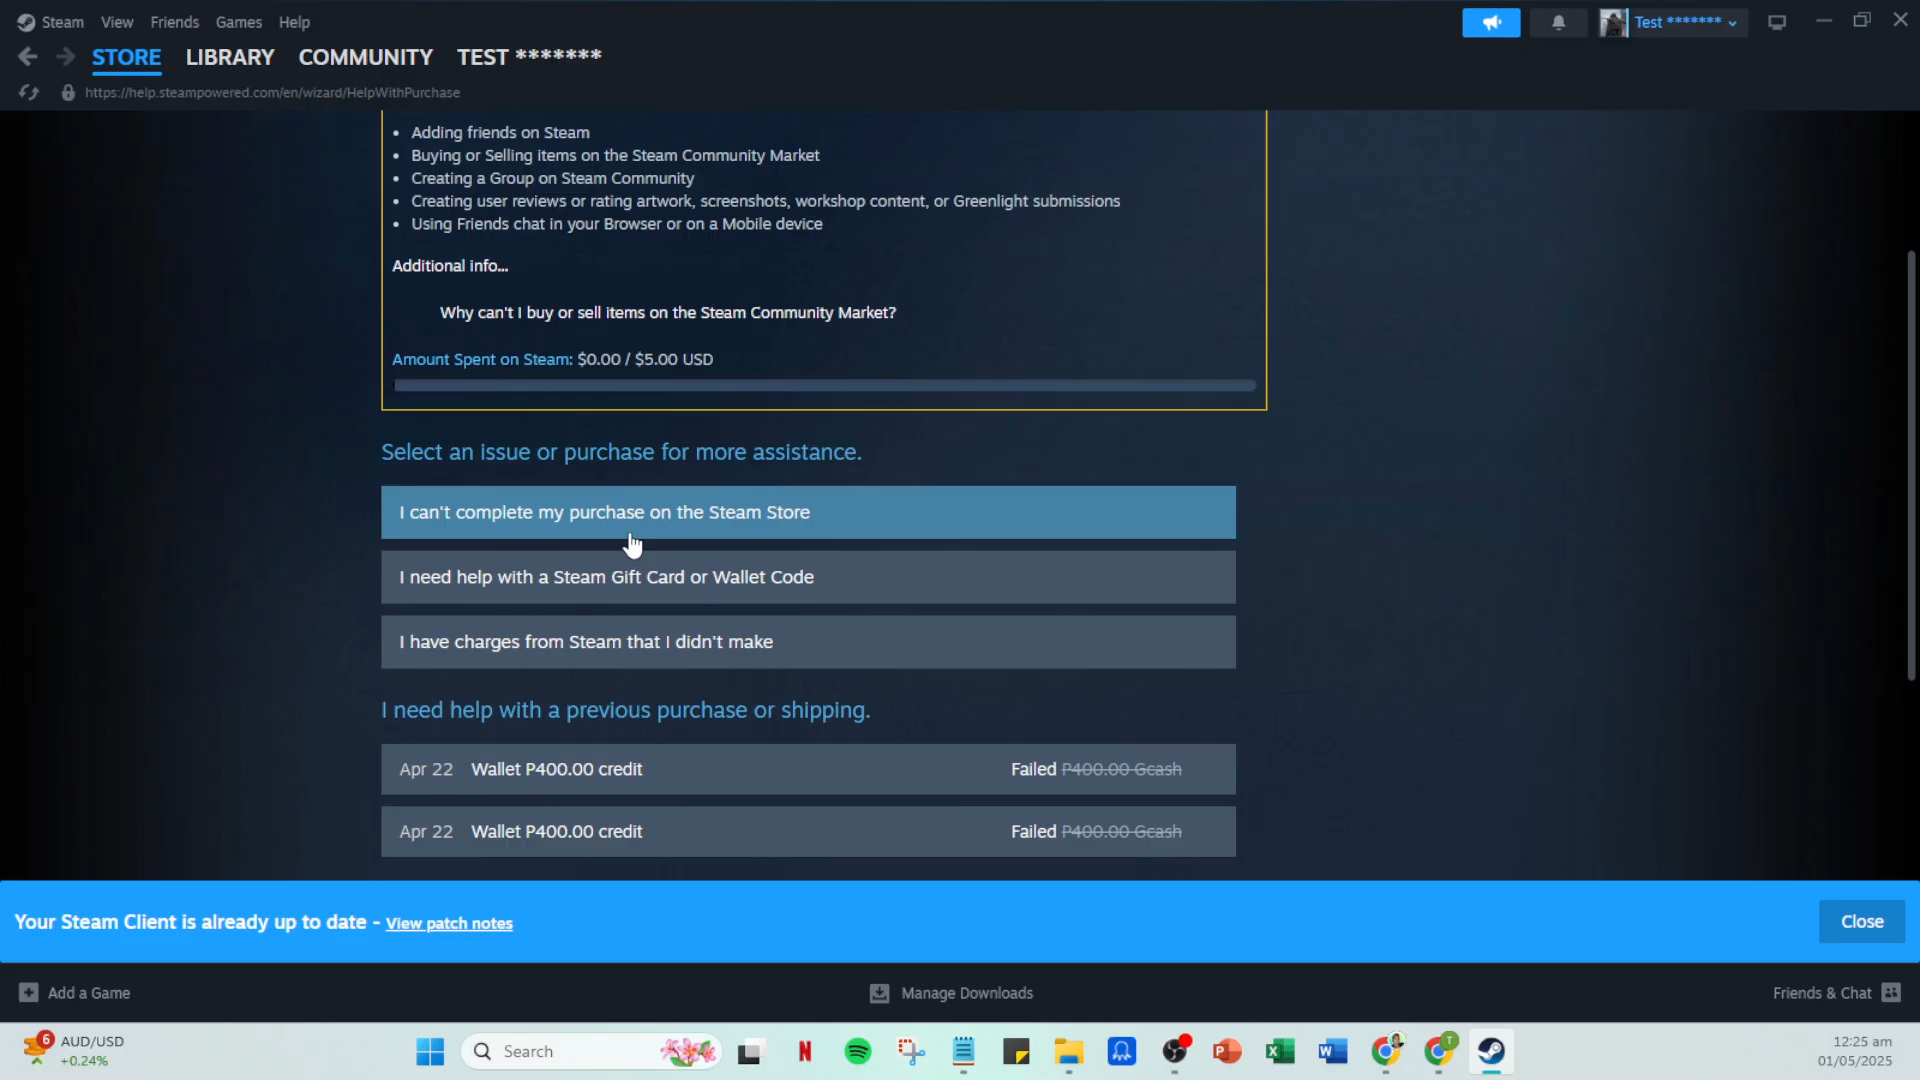 Steam View Friends Games Help
Test *******
STORE LIBRARY COMMUNITY TEST *******
https://help.steampowered.com/en/wizard/HelpWithPurchase
• Adding friends on Steam
• Buying or Selling items on the Steam Community Market
• Creating a Group on Steam Community
• Creating user reviews or rating artwork, screenshots, workshop content, or Greenlight submissions
• Using Friends chat in your Browser or on a Mobile device
Additional info...
Why can't I buy or sell items on the Steam Community Market?
Amount Spent on Steam: $0.00 / $5.00 USD
Select an issue or purchase for more assistance.
I can't complete my purchase on the Steam Store
I need help with a Steam Gift Card or Wallet Code
I have charges from Steam that I didn't make
I need help with a previous purchase or shipping.
Apr 22 Wallet P400.00 credit Failed P400.00 Gcash
Apr 22 Wallet P400.00 credit Failed P400.00 Gcash
Your Steam Client is already up to date - View patch notes
Close
Add a Game
Manage Downloads
Friends & Chat
6
AUD/USD
+0.24%
Search
N
P
X
W
T
12:25 am
01/05/2025